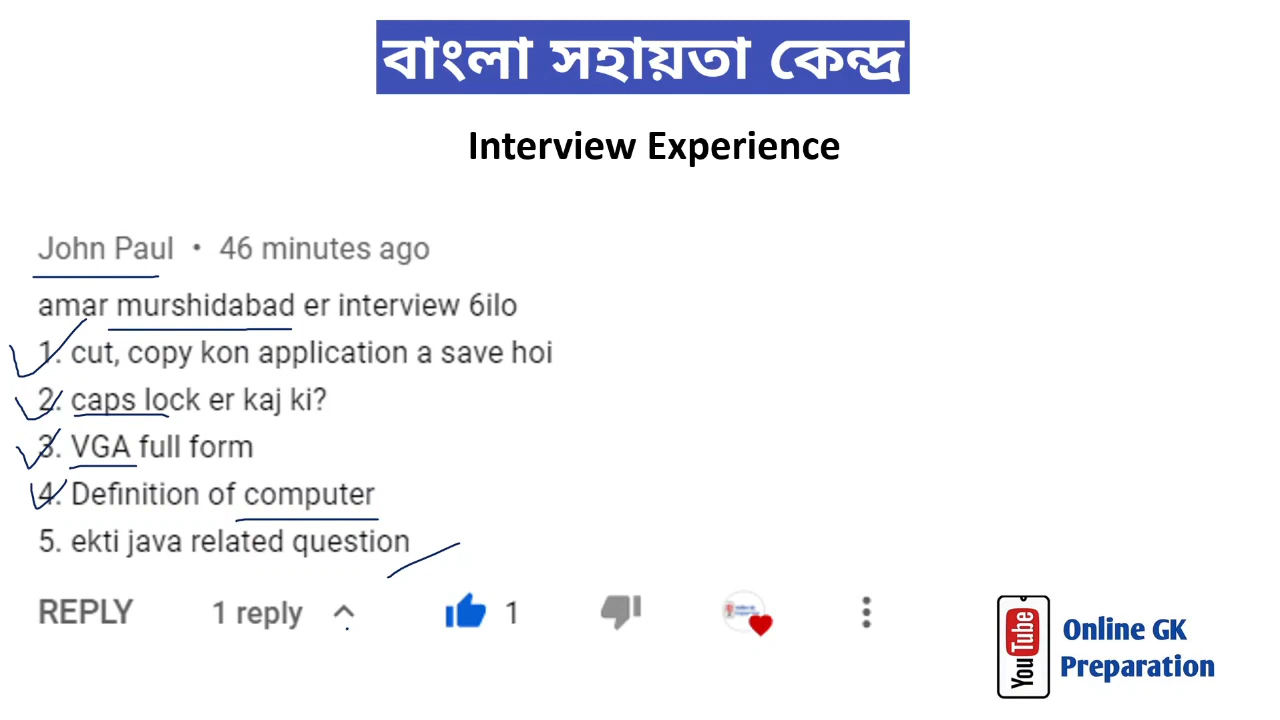 বাংলা সহায়তা কেন্দ্র
Interview Experience
John Paul • 46 minutes ago
amar murshidabad er interview 6ilo
1. cut, copy kon application a save hoi
2. caps lock er kaj ki?
3. VGA full form
4. Definition of computer
5. ekti java related question
REPLY 1 reply 1
YouTube
Online GK
Preparation